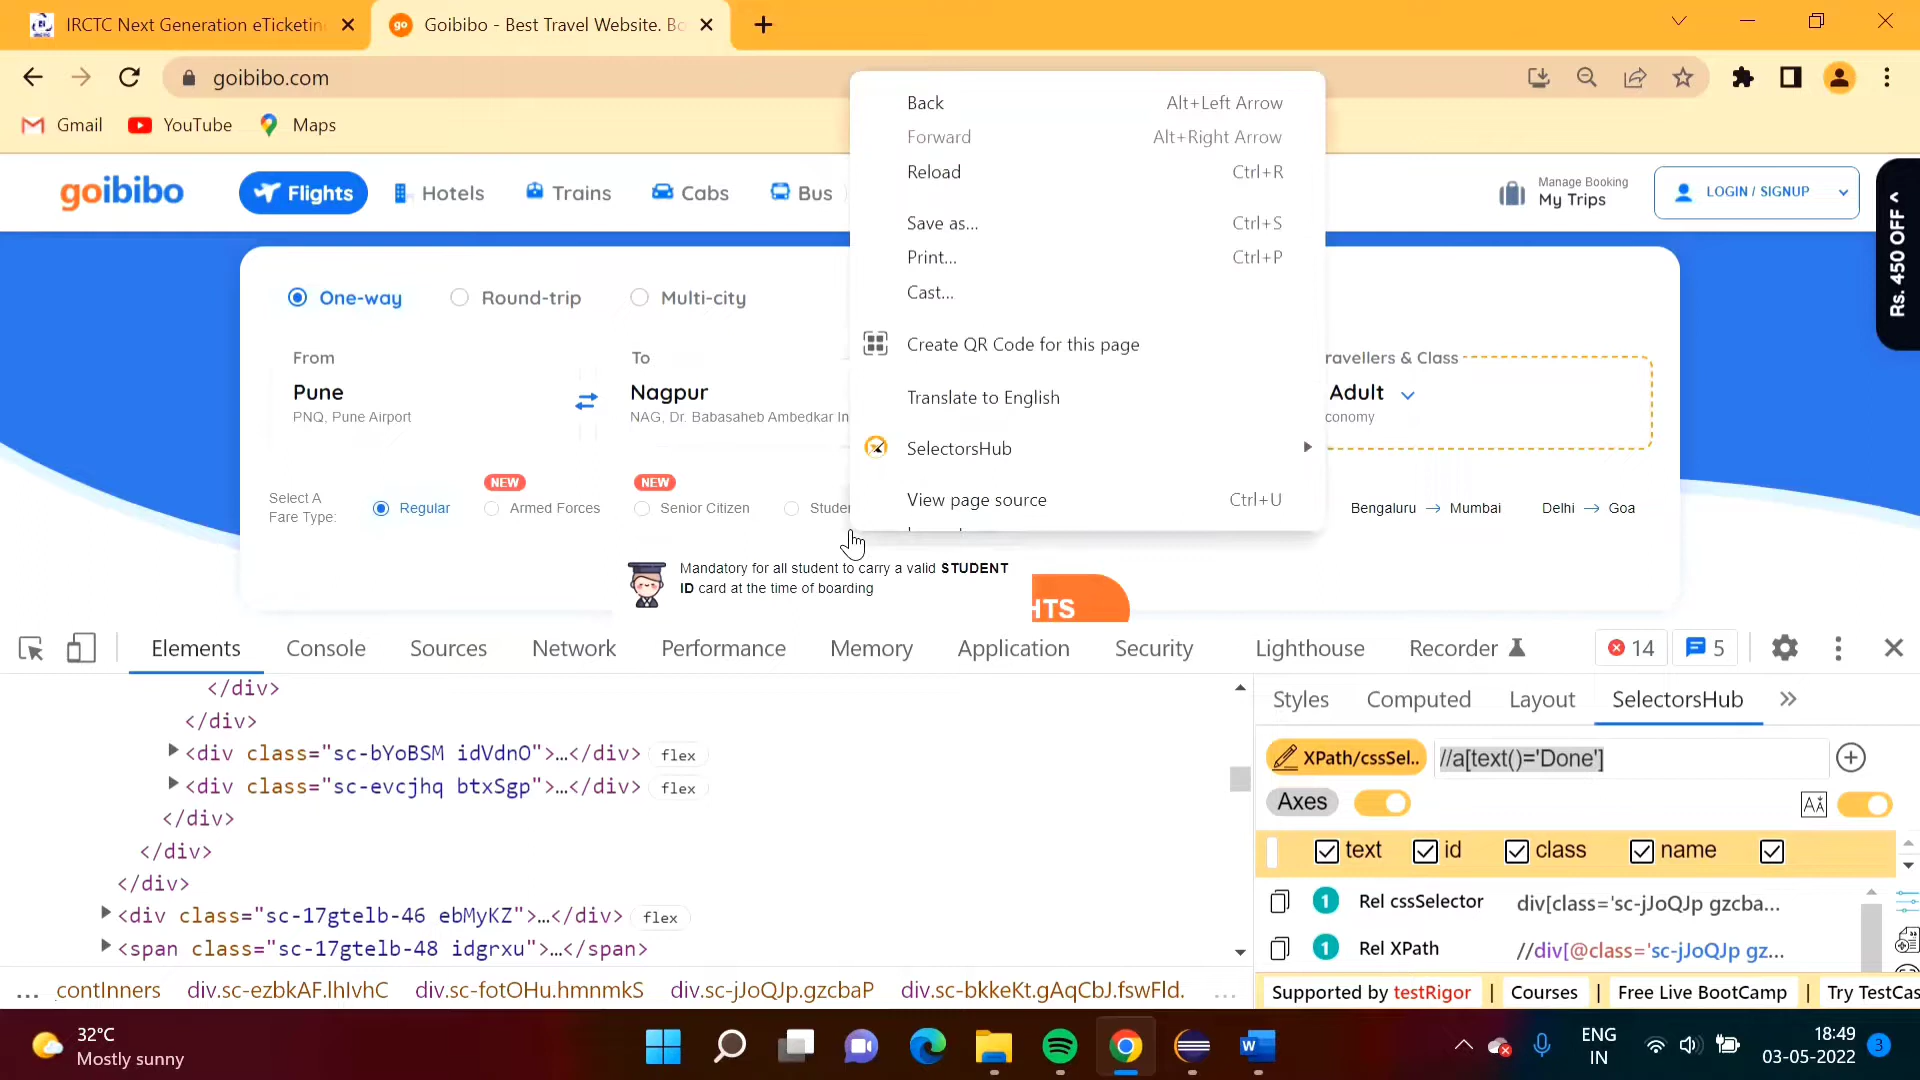 IRCTC Next Generation eTicketin
Goibibo - Best Travel Website. Bo
goibibo.com
Gmail
YouTube
Maps
Back Alt+Left Arrow
Forward Alt+Right Arrow
Reload Ctrl+R
Save as... Ctrl+S
Print... Ctrl+P
Cast...
Create QR Code for this page
Translate to English
SelectorsHub
View page source Ctrl+U
goibibo
Flights
Hotels
Trains
Cabs
Bus
Manage Booking
My Trips
LOGIN / SIGNUP
Rs. 450 OFF
One-way
Round-trip
Multi-city
From
Pune
PNQ, Pune Airport
To
Nagpur
NAG, Dr. Babasaheb Ambedkar In
ravellers & Class
Adult
conomy
Select A
Fare Type:
Regular
NEW
Armed Forces
NEW
Senior Citizen
Studer
Bengaluru → Mumbai
Delhi → Goa
Mandatory for all student to carry a valid STUDENT
ID card at the time of boarding
HTS
Elements Console Sources Network Performance Memory Application Security Lighthouse Recorder 14 5
</div>
</div>
<div class="sc-bYoBSM idVdnO">…</div> flex
<div class="sc-evcjhq btxSgp">…</div> flex
</div>
</div>
</div>
<div class="sc-17gtelb-46 ebMyKZ">…</div> flex
<span class="sc-17gtelb-48 idgrxu">…</span>
... contInners div.sc-ezbkAF.lhlvhC div.sc-fotOHu.hmnmkS div.sc-jJoQJp.gzcbaP div.sc-bkkeKt.gAqCbJ.fswFld. ...
Styles Computed Layout SelectorsHub
XPath/cssSel.. //a[text()='Done']
Axes
text id class name
1 Rel cssSelector div[class='sc-jJoQJp gzcba...
1 Rel XPath //div[@class='sc-jJoQJp gz...
Supported by testRigor | Courses | Free Live BootCamp | Try TestCas
32°C
Mostly sunny
ENG
IN
18:49
03-05-2022
3